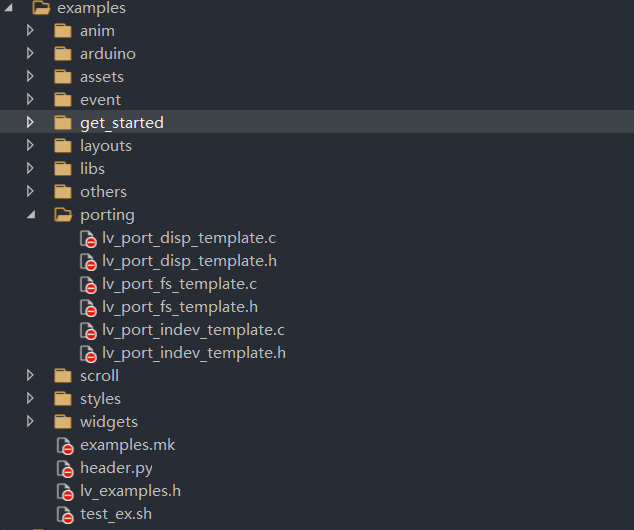 examples
anim
arduino
assets
event
get_started
layouts
libs
others
porting
lv_port_disp_template.c
lv_port_disp_template.h
lv_port_fs_template.c
lv_port_fs_template.h
lv_port_indev_template.c
lv_port_indev_template.h
scroll
styles
widgets
examples.mk
header.py
lv_examples.h
test_ex.sh